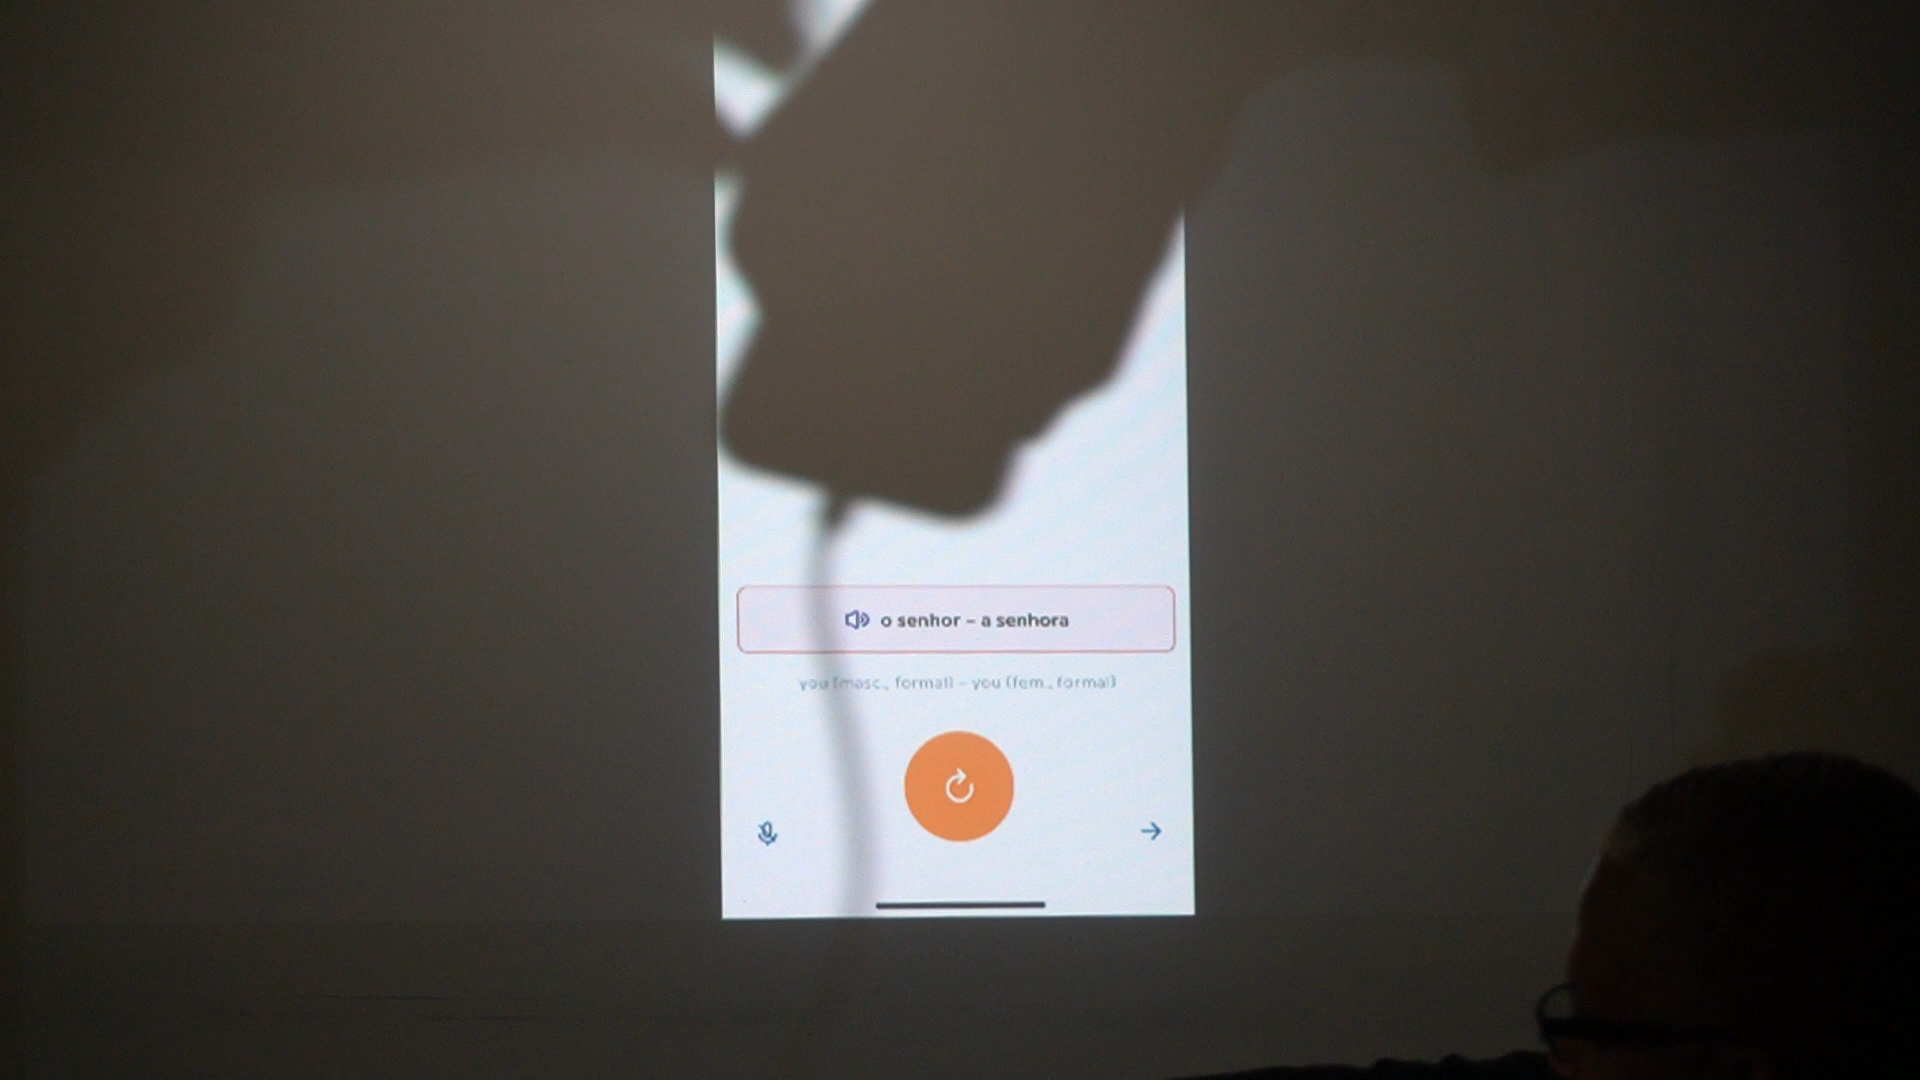 o senhor – a senhora
you (masc., formal) – you (fem., formal)